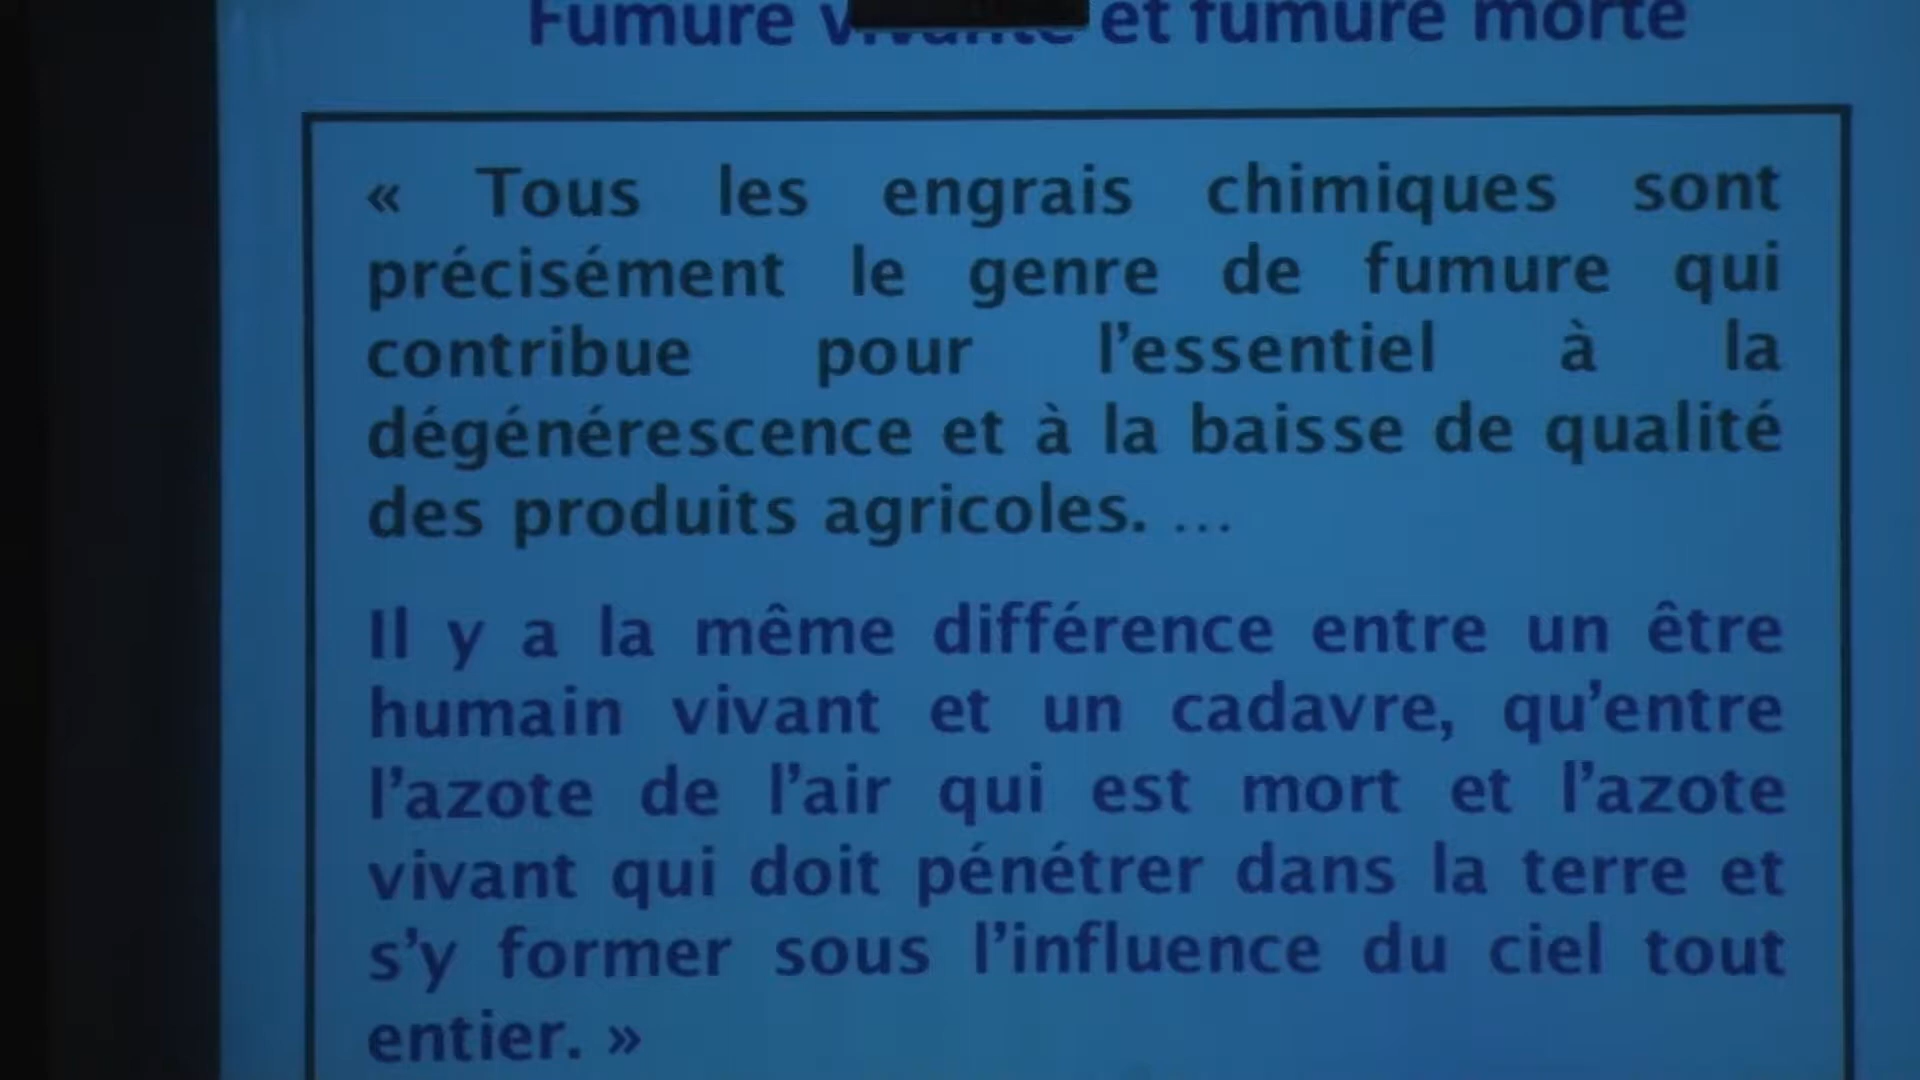 Fumure vivante et fumure morte
« Tous les engrais chimiques sont
précisément le genre de fumure qui
contribue pour l'essentiel à la
dégénérescence et à la baisse de qualité
des produits agricoles. ...
Il y a la même différence entre un être
humain vivant et un cadavre, qu'entre
l'azote de l'air qui est mort et l'azote
vivant qui doit pénétrer dans la terre et
s'y former sous l'influence du ciel tout
entier. »